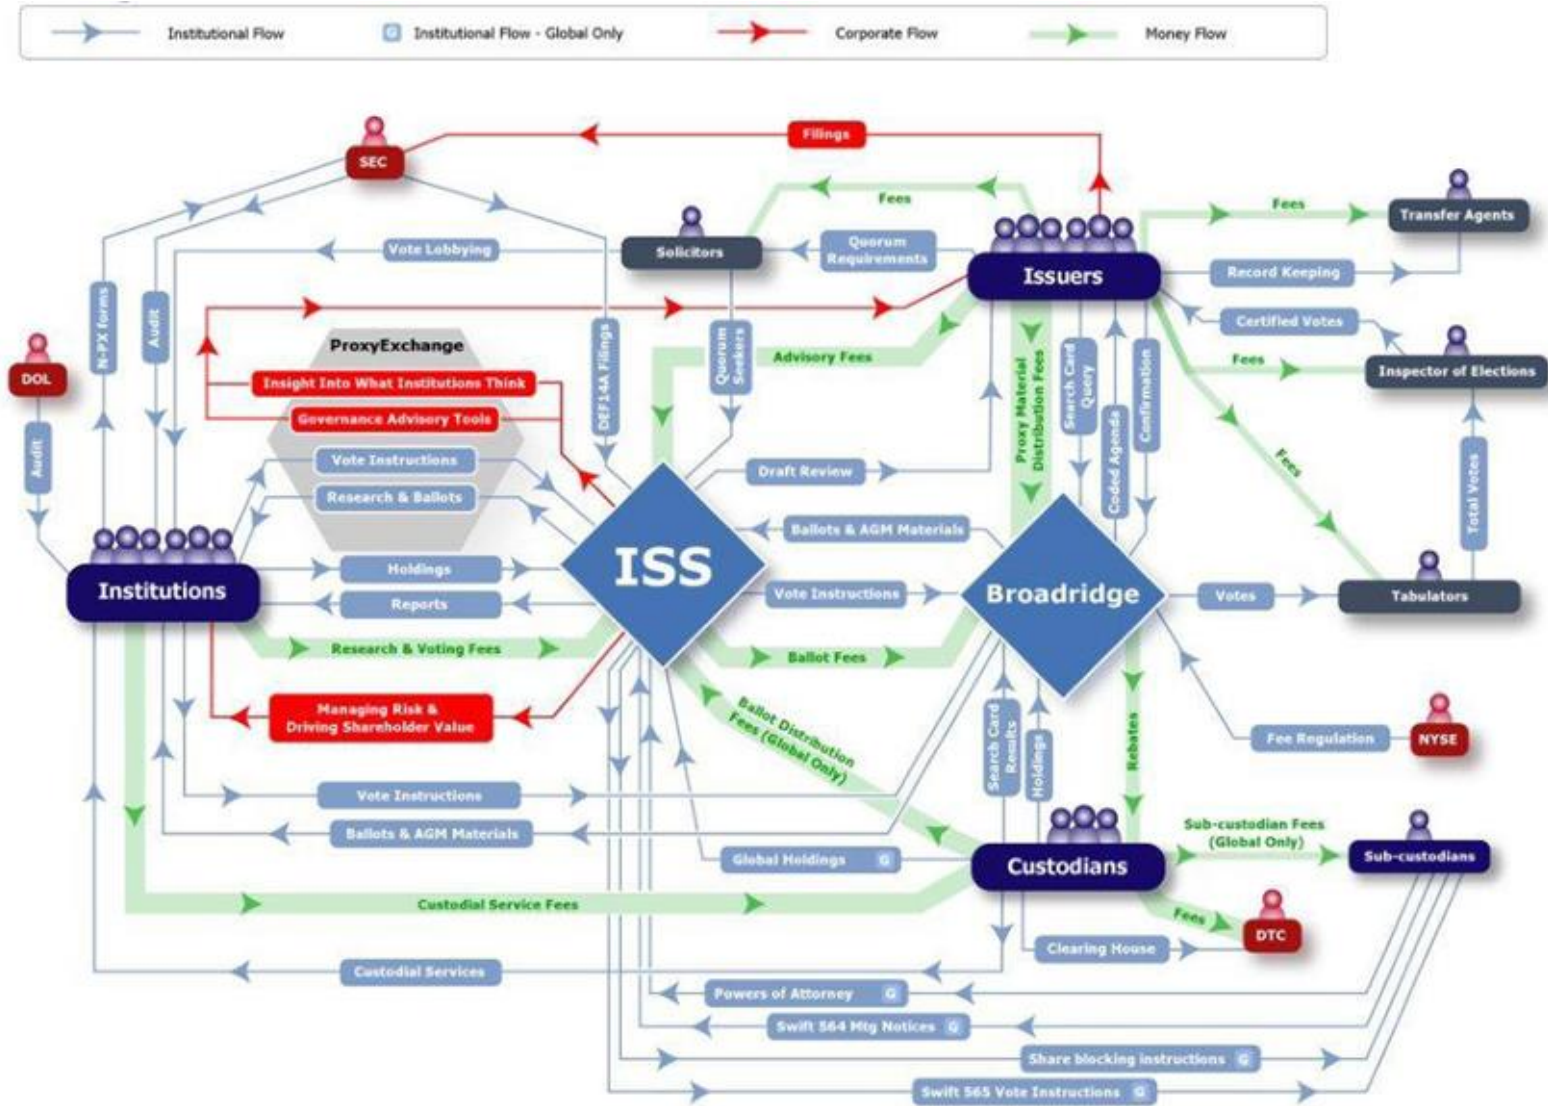 Institutional Flow
G
Institutional Flow - Global Only
Corporate Flow
Money Flow
SEC
Filings
Fees
Fees
Transfer Agents
Vote Lobbying
Solicitors
Quorum
Requirements
Issuers
Record Keeping
N-PX forms
Audit
Certified Votes
DOL
ProxyExchange
DEF14A Filings
Quorum
Seekers
Advisory Fees
Proxy Material
Distribution Fees
Search Card
Query
Coded Agenda
Confirmation
Fees
Inspector of Elections
Insight Into What Institutions Think
Governance Advisory Tools
Audit
Vote Instructions
Draft Review
Fees
Total Votes
Research & Ballots
Ballots & AGM Materials
Institutions
Holdings
ISS
Reports
Vote Instructions
Broadridge
Votes
Tabulators
Research & Voting Fees
Ballot Fees
Managing Risk &
Driving Shareholder Value
Ballot Distribution
Fees (Global Only)
Search Card
Results
Holdings
Rebates
Fee Regulation
NYSE
Vote Instructions
Ballots & AGM Materials
Sub-custodian Fees
(Global Only)
Global Holdings G
Custodians
Sub-custodians
Custodial Service Fees
Fees
DTC
Clearing House
Custodial Services
Powers of Attorney G
Swift 564 Mtg Notices G
Share blocking instructions G
Swift 565 Vote Instructions G